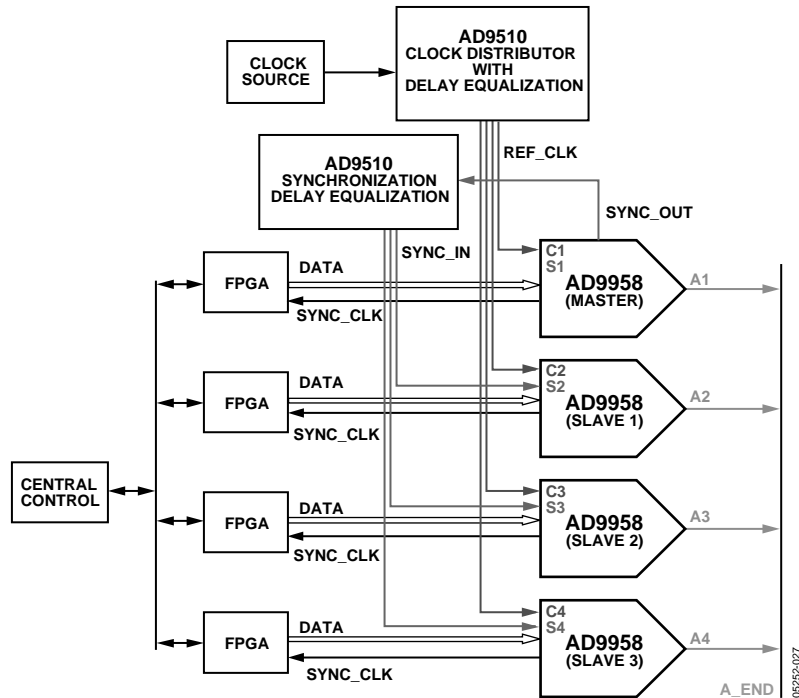 AD9510
CLOCK DISTRIBUTOR
WITH
DELAY EQUALIZATION
CLOCK
SOURCE
REF_CLK
AD9510
SYNCHRONIZATION
DELAY EQUALIZATION
SYNC_OUT
SYNC_IN
FPGA
DATA
SYNC_CLK
C1
S1
AD9958
(MASTER)
A1
FPGA
DATA
SYNC_CLK
C2
S2
AD9958
(SLAVE 1)
A2
CENTRAL
CONTROL
FPGA
DATA
SYNC_CLK
C3
S3
AD9958
(SLAVE 2)
A3
FPGA
DATA
SYNC_CLK
C4
S4
AD9958
(SLAVE 3)
A4
A_END
05252-027